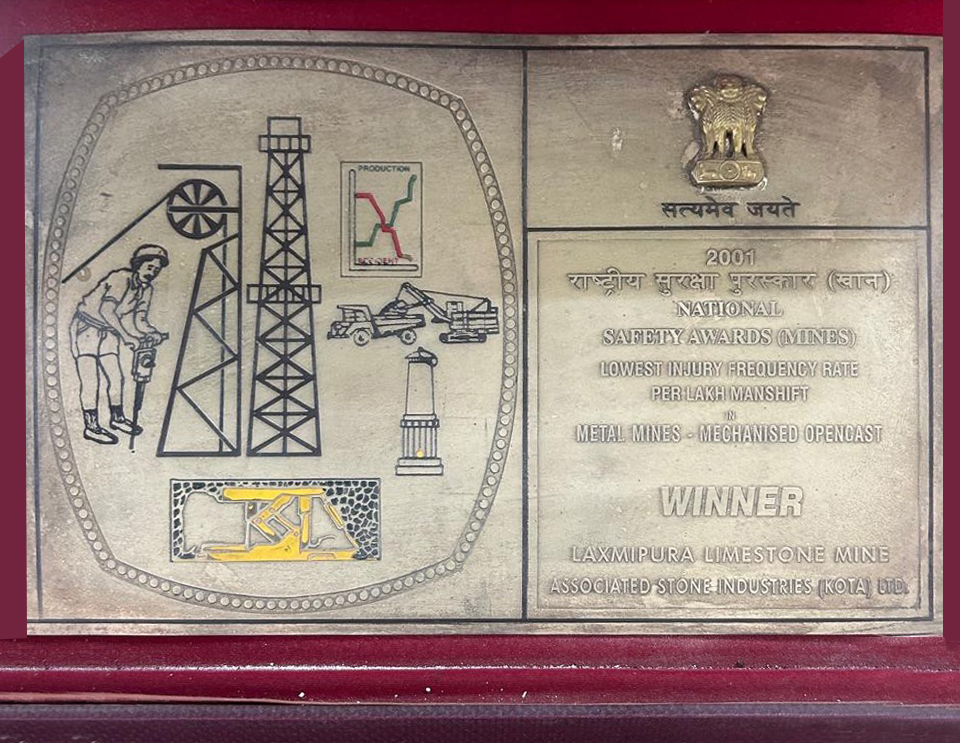 PRODUCTION
ACCIDENT
सत्यमेव जयते
2001
राष्ट्रीय सुरक्षा पुरस्कार (खान)
NATIONAL
SAFETY AWARDS (MINES)
LOWEST INJURY FREQUENCY RATE
PER LAKH MANSHIFT
IN
METAL MINES - MECHANISED OPENCAST
WINNER
LAXMIPURA LIMESTONE MINE
ASSOCIATED STONE INDUSTRIES (KOTA) LTD.